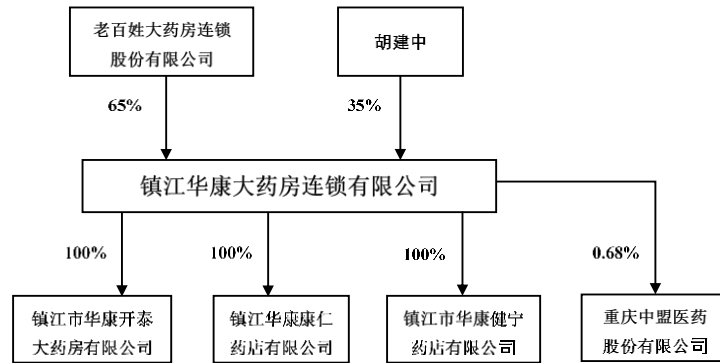 老百姓大药房连锁
股份有限公司
胡建中
65%
35%
镇江华康大药房连锁有限公司
100%
100%
100%
0.68%
镇江市华康开泰
大药房有限公司
镇江华康康仁
药店有限公司
镇江市华康健宁
药店有限公司
重庆中盟医药
股份有限公司